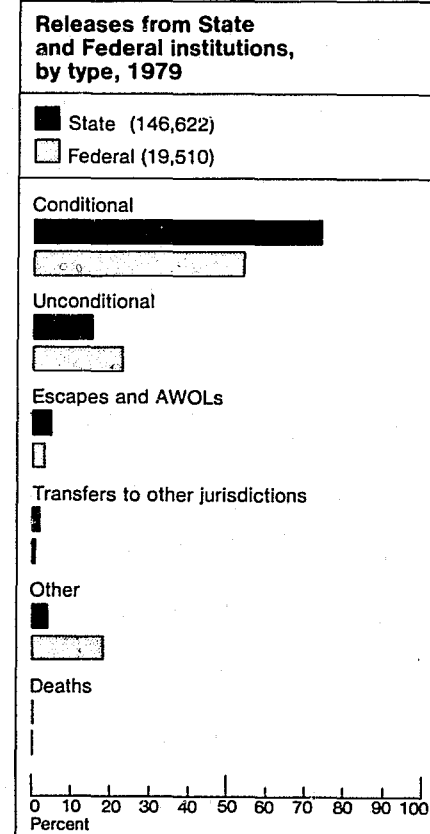 Releases from State
and Federal institutions,
by type, 1979
State (146,622)
Federal (19,510)
Conditional
Unconditional
Escapes and AWOLs
Transfers to other jurisdictions
Other
Deaths
0 10 20 30 40 50 60 70 80 90 100
Percent